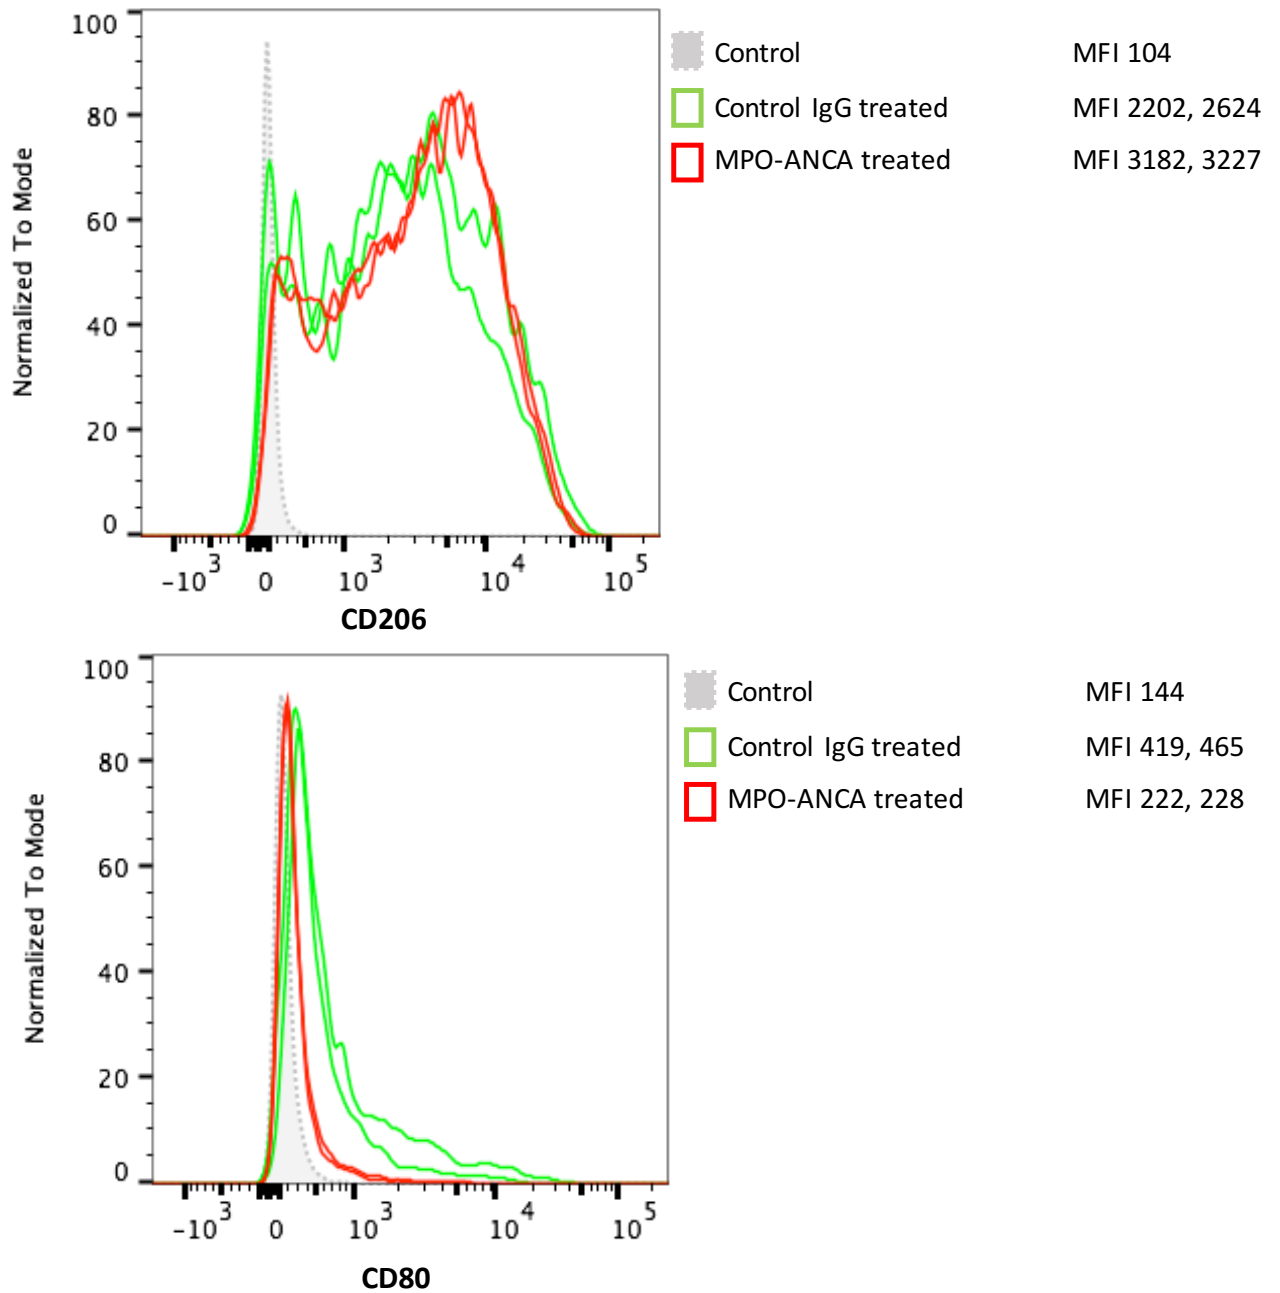 100
80
60
40
20
0
Normalized To Mode
-10^3 0 10^3 10^4 10^5
CD206
Control MFI 104
Control IgG treated MFI 2202, 2624
MPO-ANCA treated MFI 3182, 3227
100
80
60
40
20
0
Normalized To Mode
-10^3 0 10^3 10^4 10^5
CD80
Control MFI 144
Control IgG treated MFI 419, 465
MPO-ANCA treated MFI 222, 228